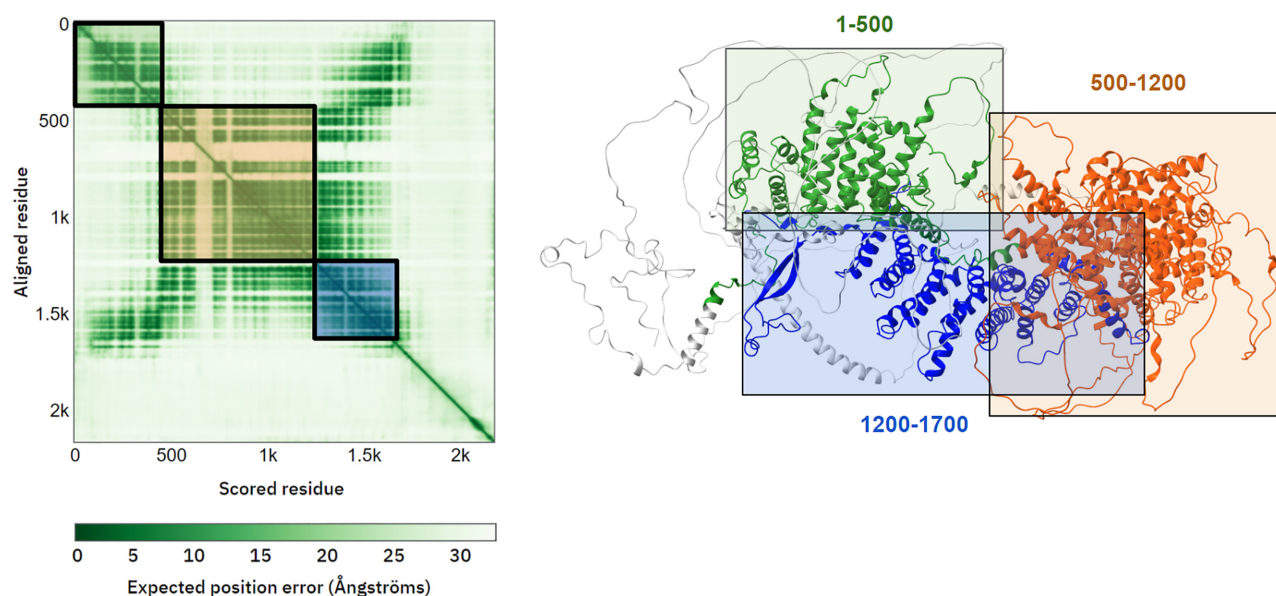 0
500
1k
1.5k
2k
Aligned residue
0 500 1k 1.5k 2k
Scored residue
0 5 10 15 20 25 30
Expected position error (Ångströms)
1-500
500-1200
1200-1700